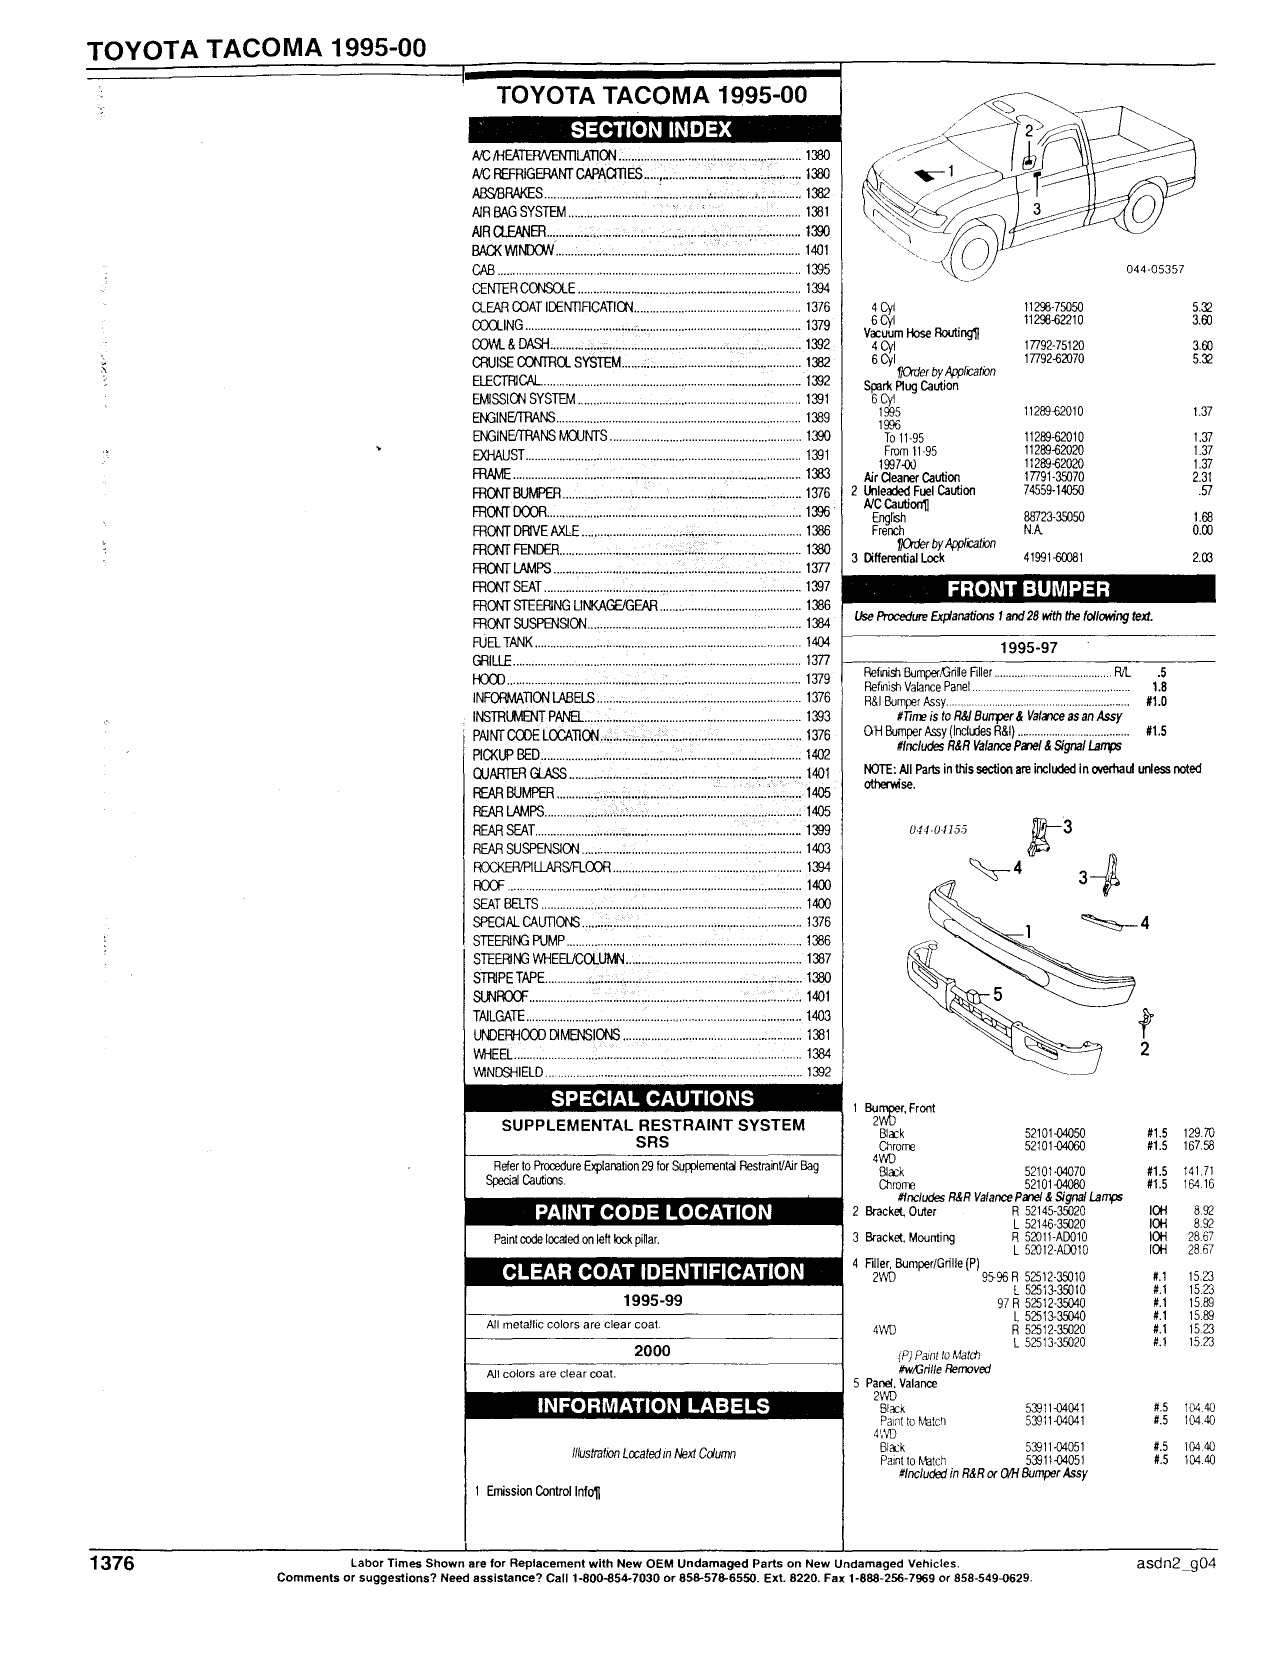 TOYOTA TACOMA 1995-00
TOYOTA TACOMA 1995-00
SECTION INDEX
A/C /HEATER/VENTILATION 1380
A/C REFRIGERANT CAPACITIES 1380
ABS/BRAKES 1382
AIR BAG SYSTEM 1381
AIR CLEANER 1390
BACK WINDOW 1401
CAB 1395
CENTER CONSOLE 1394
CLEAR COAT IDENTIFICATION 1376
COOLING 1379
COWL & DASH 1392
CRUISE CONTROL SYSTEM 1382
ELECTRICAL 1392
EMISSION SYSTEM 1391
ENGINE/TRANS 1389
ENGINE/TRANS MOUNTS 1390
EXHAUST 1391
FRAME 1383
FRONT BUMPER 1376
FRONT DOOR 1396
FRONT DRIVE AXLE 1386
FRONT FENDER 1380
FRONT LAMPS 1377
FRONT SEAT 1397
FRONT STEERING LINKAGE/GEAR 1386
FRONT SUSPENSION 1384
FUEL TANK 1404
GRILLE 1377
HOOD 1379
INFORMATION LABELS 1376
INSTRUMENT PANEL 1393
PAINT CODE LOCATION 1376
PICKUP BED 1402
QUARTER GLASS 1401
REAR BUMPER 1405
REAR LAMPS 1405
REAR SEAT 1399
REAR SUSPENSION 1403
ROCKER/PILLARS/FLOOR 1394
ROOF 1400
SEAT BELTS 1400
SPECIAL CAUTIONS 1376
STEERING PUMP 1386
STEERING WHEEL/COLUMN 1387
STRIPE TAPE 1380
SUNROOF 1401
TAILGATE 1403
UNDERHOOD DIMENSIONS 1381
WHEEL 1384
WINDSHIELD 1392
SPECIAL CAUTIONS
SUPPLEMENTAL RESTRAINT SYSTEM
SRS
Refer to Procedure Explanation 29 for Supplemental Restraint/Air Bag
Special Cautions.
PAINT CODE LOCATION
Paint code located on left lock pillar.
CLEAR COAT IDENTIFICATION
1995-99
All metallic colors are clear coat.
2000
All colors are clear coat.
INFORMATION LABELS
Illustration Located in Next Column
1 Emission Control Info¶
1
2
3
044-05357
4 Cyl 11298-75050 5.32
6 Cyl 11298-62210 3.60
Vacuum Hose Routing¶
4 Cyl 17792-75120 3.60
6 Cyl 17792-62070 5.32
¶Order by Application
Spark Plug Caution
6 Cyl
1995 11289-62010 1.37
1996
To 11-95 11289-62010 1.37
From 11-95 11289-62020 1.37
1997-00 11289-62020 1.37
Air Cleaner Caution 17791-35070 2.31
2 Unleaded Fuel Caution 74559-14050 .57
A/C Caution¶
English 88723-35050 1.68
French N.A. 0.00
¶Order by Application
3 Differential Lock 41991-60081 2.03
FRONT BUMPER
Use Procedure Explanations 1 and 28 with the following text.
1995-97
Refinish Bumper/Grille Filler R/L .5
Refinish Valance Panel 1.8
R&I Bumper Assy #1.0
#Time is to R&I Bumper & Valance as an Assy
O/H Bumper Assy (Includes R&I) #1.5
#Includes R&R Valance Panel & Signal Lamps
NOTE: All Parts in this section are included in overhaul unless noted
otherwise.
044-04155
3
4
3
4
1
5
2
1 Bumper, Front
2WD
Black 52101-04050 #1.5 129.70
Chrome 52101-04060 #1.5 167.58
4WD
Black 52101-04070 #1.5 141.71
Chrome 52101-04080 #1.5 164.16
#Includes R&R Valance Panel & Signal Lamps
2 Bracket, Outer R 52145-35020 IOH 8.92
L 52146-35020 IOH 8.92
3 Bracket, Mounting R 52011-AD010 IOH 28.67
L 52012-AD010 IOH 28.67
4 Filler, Bumper/Grille (P)
2WD 95-96 R 52512-35010 #.1 15.23
L 52513-35010 #.1 15.23
97 R 52512-35040 #.1 15.89
L 52513-35040 #.1 15.89
4WD R 52512-35020 #.1 15.23
L 52513-35020 #.1 15.23
(P) Paint to Match
#w/Grille Removed
5 Panel, Valance
2WD
Black 53911-04041 #.5 104.40
Paint to Match 53911-04041 #.5 104.40
4WD
Black 53911-04051 #.5 104.40
Paint to Match 53911-04051 #.5 104.40
#Included in R&R or O/H Bumper Assy
1376
Labor Times Shown are for Replacement with New OEM Undamaged Parts on New Undamaged Vehicles.
Comments or suggestions? Need assistance? Call 1-800-854-7030 or 858-578-6550. Ext. 8220. Fax 1-888-256-7969 or 858-549-0629.
asdn2_g04